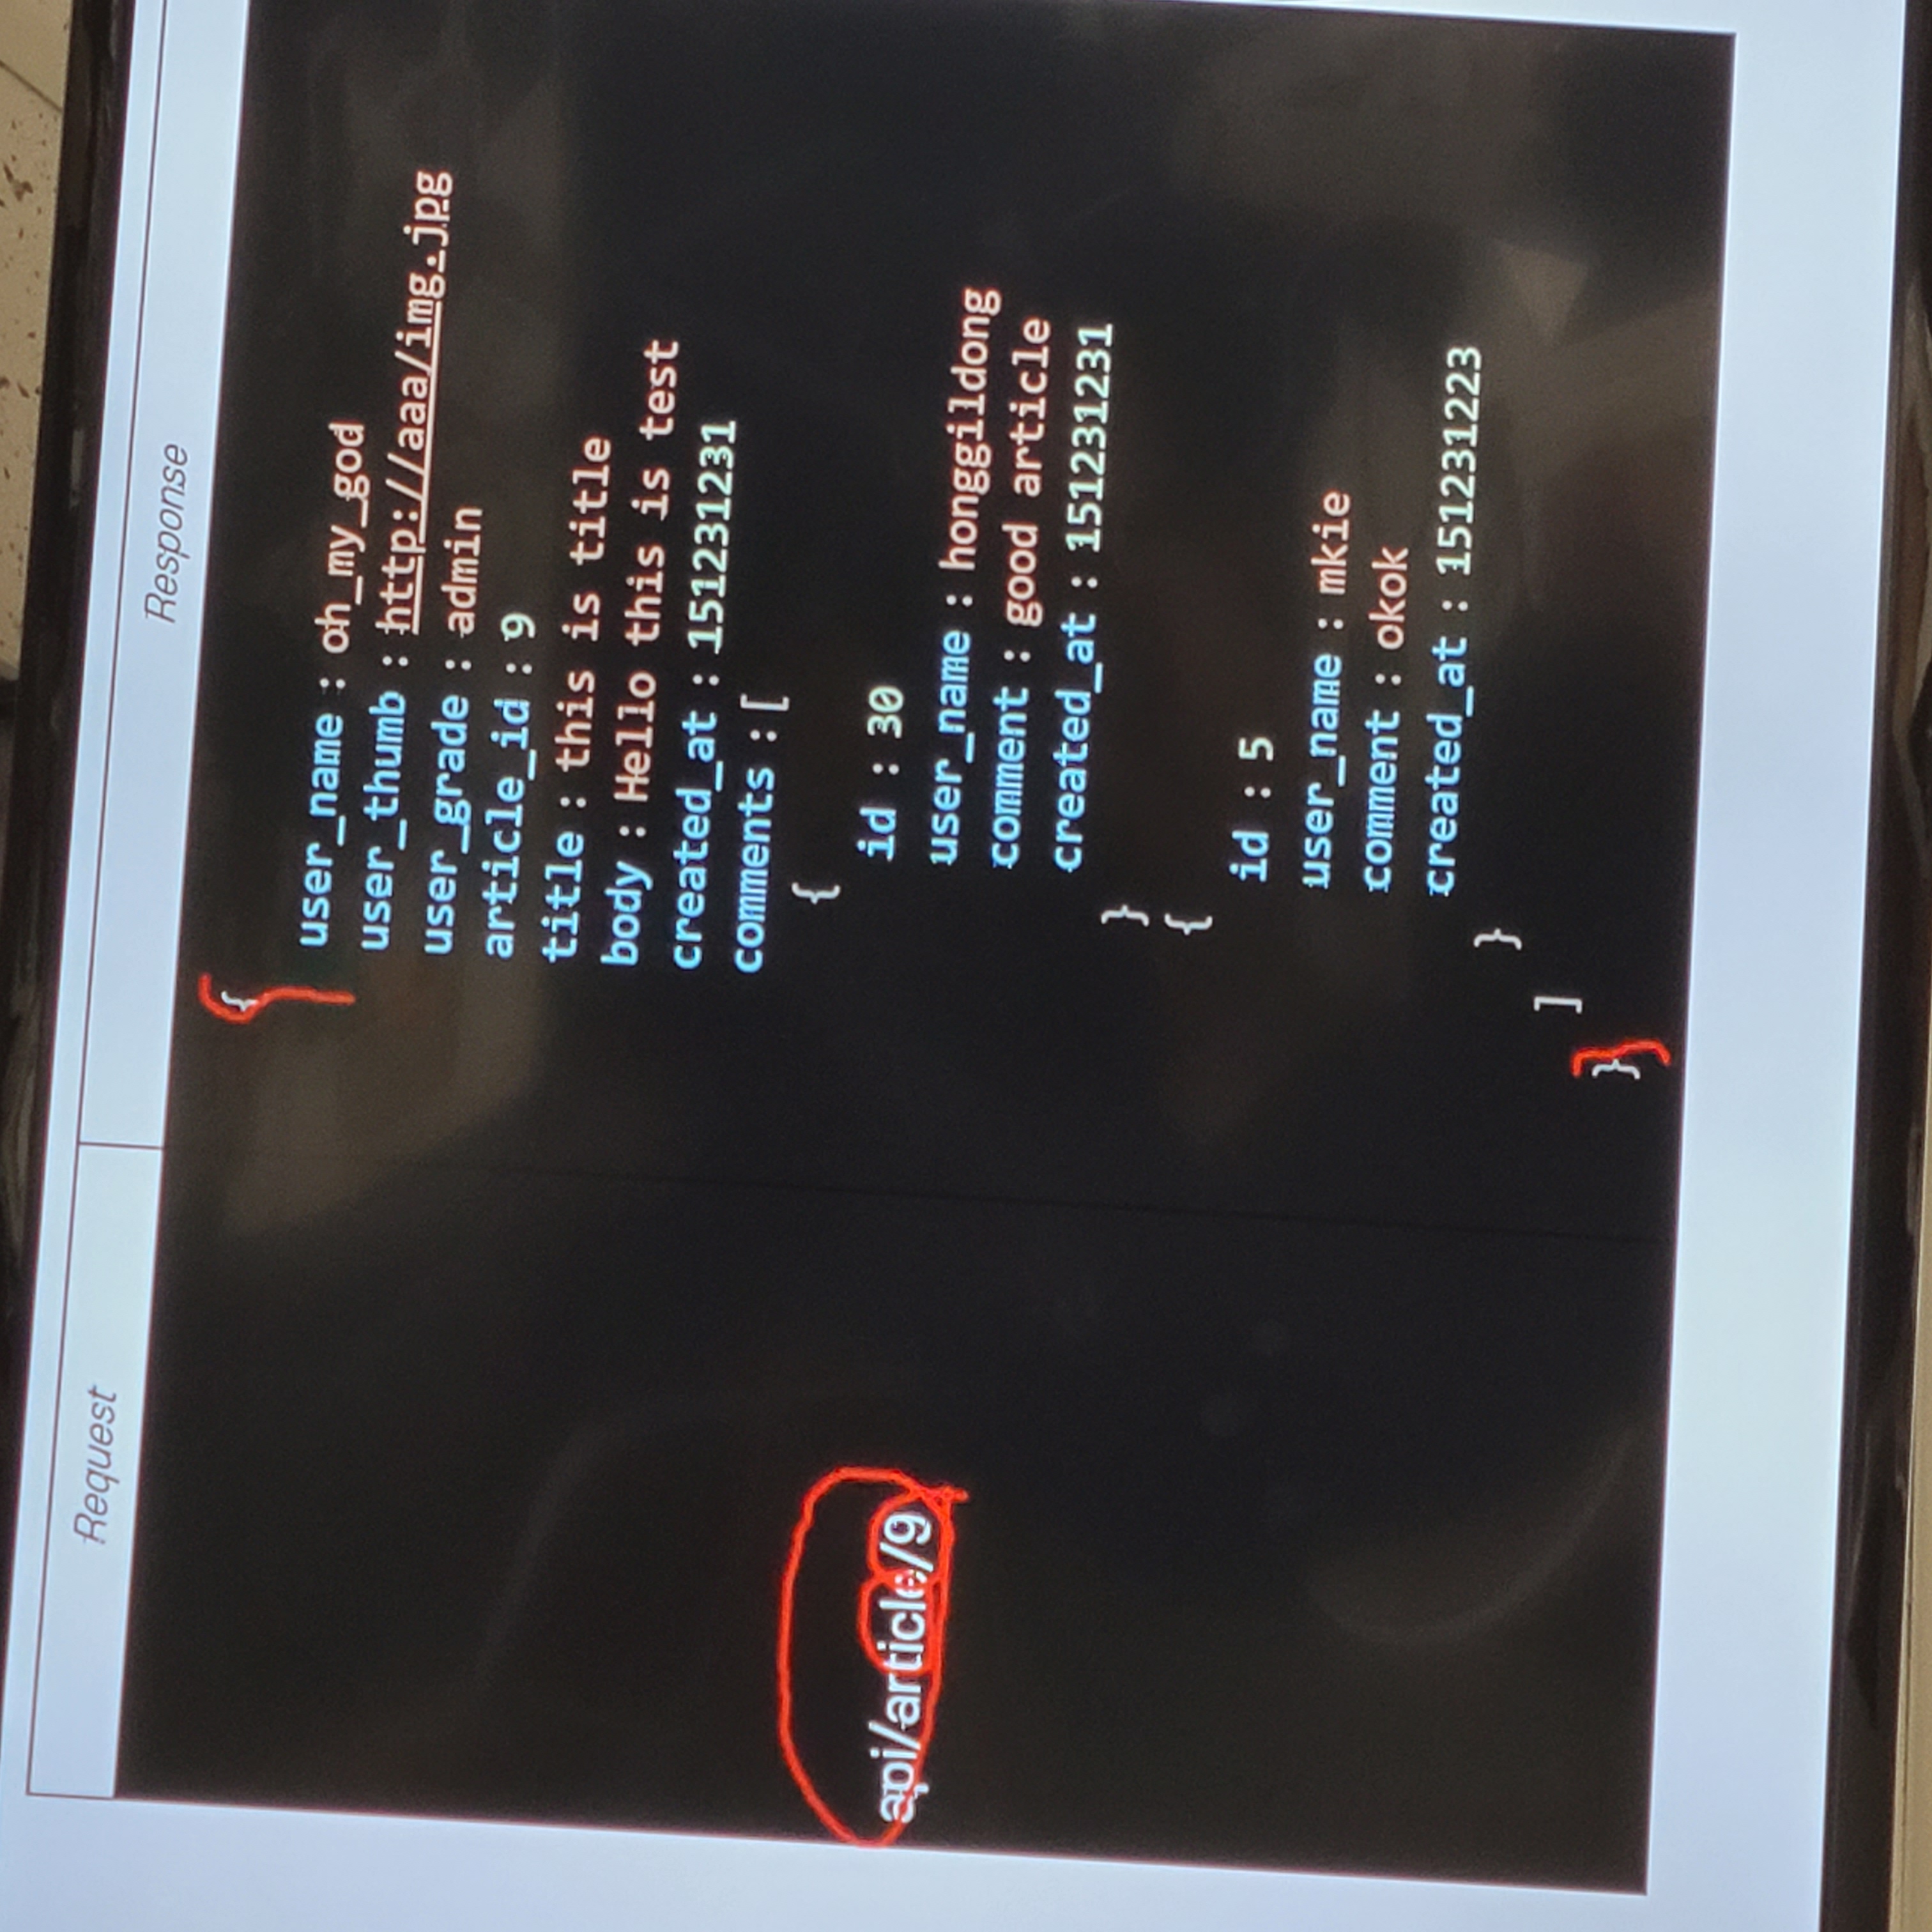 Request
Response
api/article/9
{
user_name : oh_my_god
user_thumb : http://aaa/img.jpg
user_grade : admin
article_id : 9
title : this is title
body : Hello this is test
created_at : 151231231
comments : [
{
id : 30
user_name : honggildong
comment : good article
created_at : 151231231
}
{
id : 5
user_name : mkie
comment : okok
created_at : 151231223
}
]
}